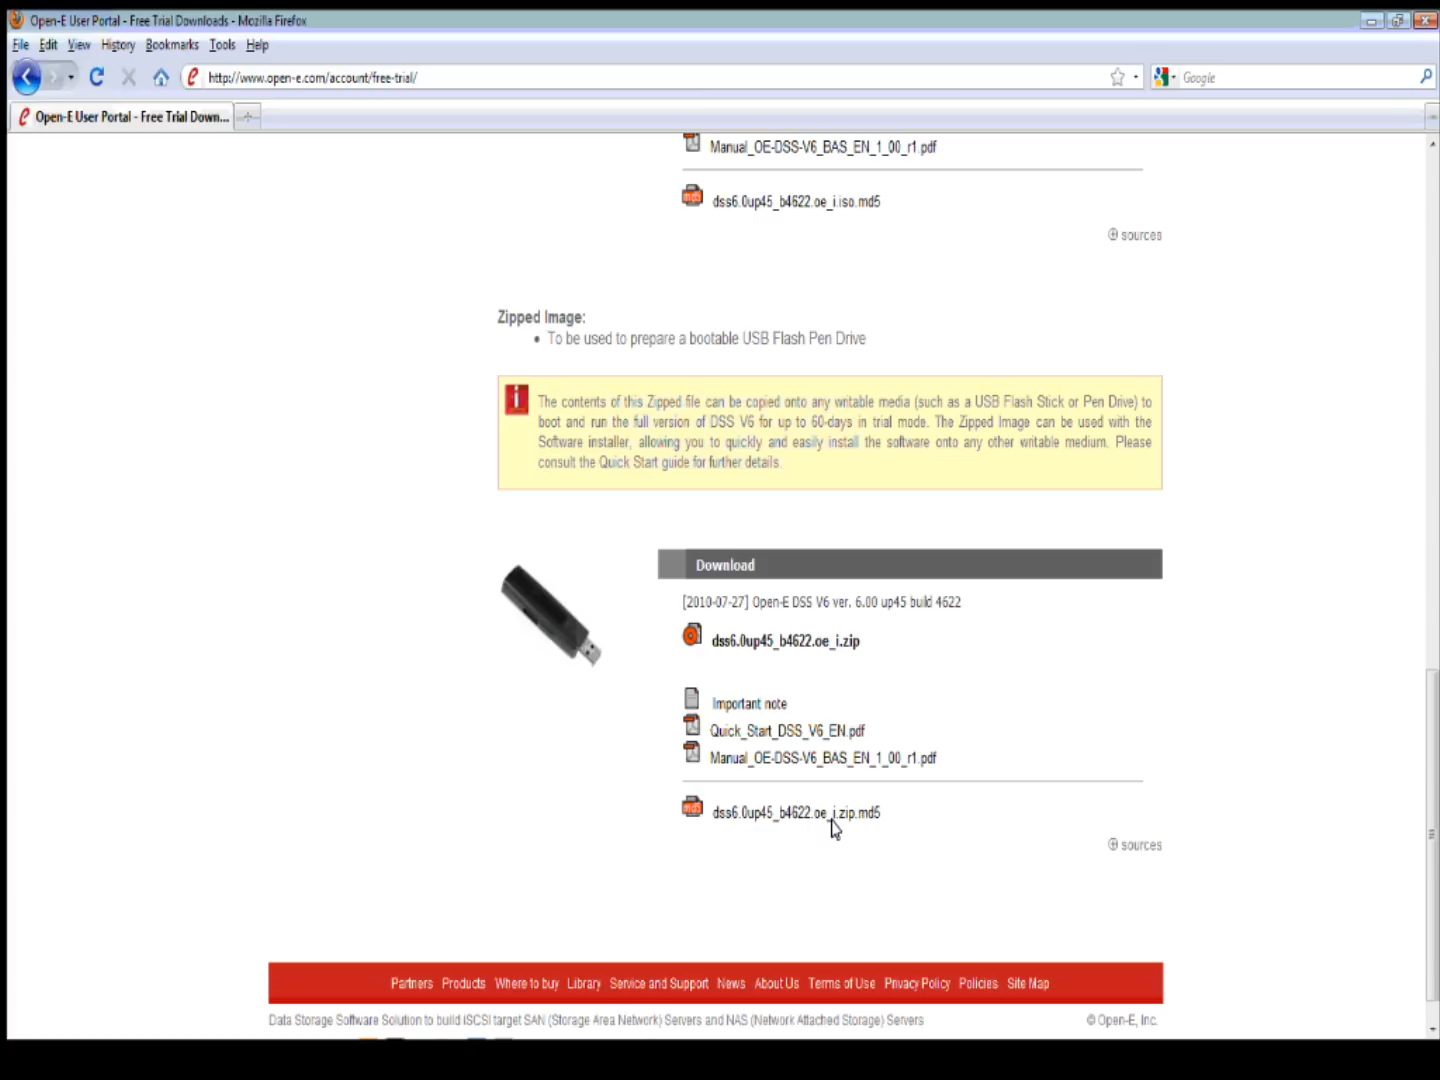 Open-E User Portal - Free Trial Downloads - Mozilla Firefox
File Edit View History Bookmarks Tools Help
http://www.open-e.com/account/free-trial/
Google
Open-E User Portal - Free Trial Down...
Manual_OE-DSS-V6_BAS_EN_1_00_r1.pdf
dss6.0up45_b4622.oe_i.iso.md5
sources
Zipped Image:
• To be used to prepare a bootable USB Flash Pen Drive
The contents of this Zipped file can be copied onto any writable media (such as a USB Flash Stick or Pen Drive) to
boot and run the full version of DSS V6 for up to 60-days in trial mode. The Zipped Image can be used with the
Software installer, allowing you to quickly and easily install the software onto any other writable medium. Please
consult the Quick Start guide for further details.
Download
[2010-07-27] Open-E DSS V6 ver. 6.00 up45 build 4622
dss6.0up45_b4622.oe_i.zip
Important note
Quick_Start_DSS_V6_EN.pdf
Manual_OE-DSS-V6_BAS_EN_1_00_r1.pdf
dss6.0up45_b4622.oe_i.zip.md5
sources
Partners Products Where to buy Library Service and Support News About Us Terms of Use Privacy Policy Policies Site Map
Data Storage Software Solution to build iSCSI target SAN (Storage Area Network) Servers and NAS (Network Attached Storage) Servers
© Open-E, Inc.